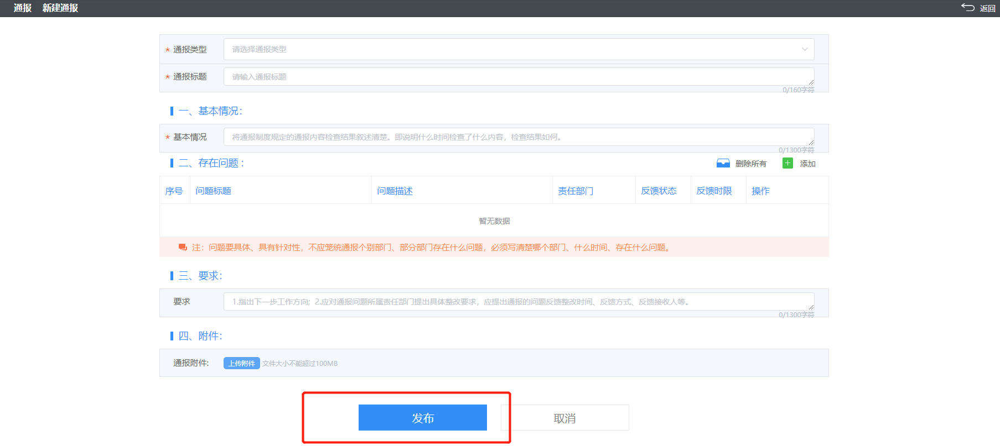 通报 新建通报 返回
* 通报类型 请选择通报类型
* 通报标题 请输入通报标题
0/160字符
一、基本情况:
* 基本情况 将通报制度规定的通报内容检查结果叙述清楚。即说明什么时间检查了什么内容，检查结果如何。
0/1300字符
二、存在问题 : 删除所有 添加
序号 问题标题 问题描述 责任部门 反馈状态 反馈时限 操作
暂无数据
注：问题要具体、具有针对性，不应笼统通报个别部门、部分部门存在什么问题，必须写清楚哪个部门、什么时间、存在什么问题。
三、要求:
要求 1.指出下一步工作方向; 2.应对通报问题所属责任部门提出具体整改要求，应提出通报的问题反馈整改时间、反馈方式、反馈接收人等。
0/1300字符
四、附件:
通报附件: 上传附件 文件大小不能超过100MB
发布 取消